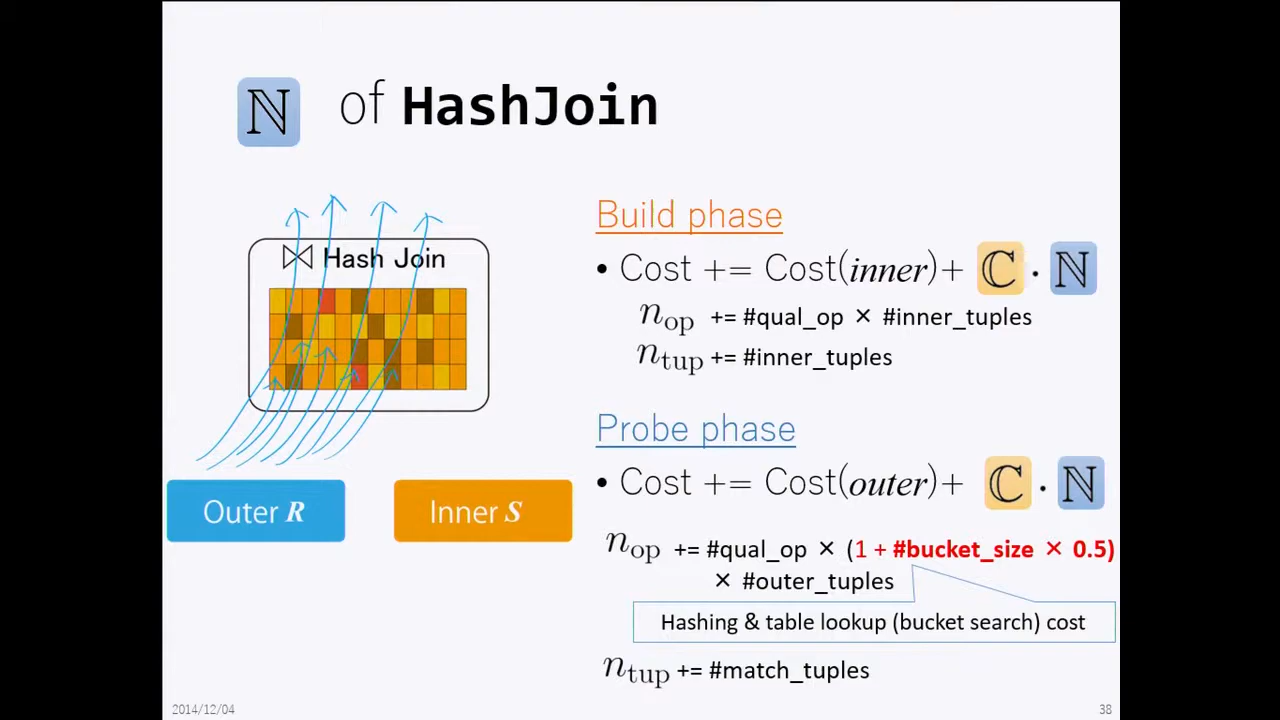 ℕ of HashJoin
⋈ Hash Join
Outer R
Inner S
Build phase
• Cost += Cost(inner)+ ℂ · ℕ
n_op += #qual_op × #inner_tuples
n_tup += #inner_tuples
Probe phase
• Cost += Cost(outer)+ ℂ · ℕ
n_op += #qual_op × (1 + #bucket_size × 0.5)
× #outer_tuples
Hashing & table lookup (bucket search) cost
n_tup += #match_tuples
2014/12/04
38